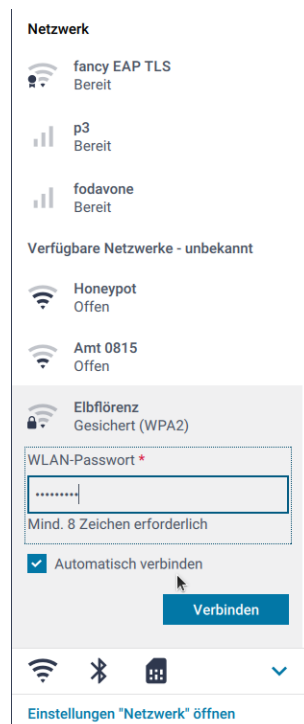 Netzwerk
fancy EAP TLS
Bereit
p3
Bereit
fodavone
Bereit
Verfügbare Netzwerke - unbekannt
Honeypot
Offen
Amt 0815
Offen
Elbflörenz
Gesichert (WPA2)
WLAN-Passwort *
•••••••••
Mind. 8 Zeichen erforderlich
Automatisch verbinden
Verbinden
Einstellungen "Netzwerk" öffnen